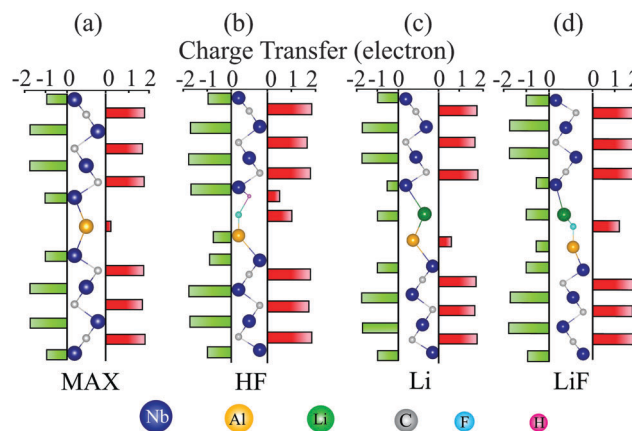 (a) (b) (c) (d)
Charge Transfer (electron)
-2 -1 0 0 1 2 -2 -1 0 0 1 2 -2 -1 0 0 1 2 -2 -1 0 0 1 2
MAX HF Li LiF
Nb Al Li C F H